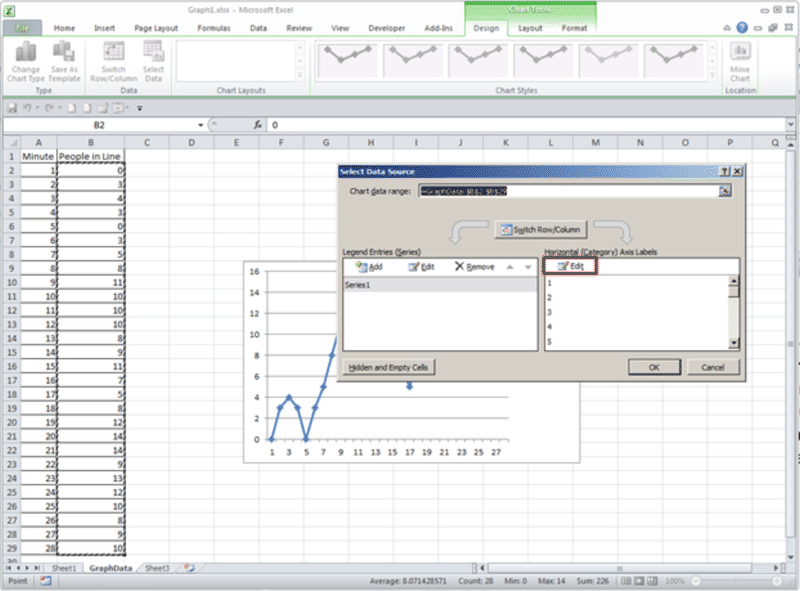 Graph1.xlsx - Microsoft Excel
Chart Tools
File Home Insert Page Layout Formulas Data Review View Developer Add-Ins Design Layout Format
Change Chart Type
Save As Template
Switch Row/Column
Select Data
Move Chart
Type Data Chart Layouts Chart Styles Location
B2 fx 0
A B C D E F G H I J K L M N O P Q
1 Minute People in Line
2 1 0
3 2 3
4 3 4
5 4 3
6 5 0
7 6 3
8 7 5
9 8 8
10 9 11
11 10 10
12 11 10
13 12 10
14 13 8
15 14 9
16 15 11
17 16 7
18 17 5
19 18 8
20 19 12
21 20 14
22 21 14
23 22 9
24 23 13
25 24 12
26 25 10
27 26 8
28 27 9
29 28 10
30
16
14
12
10
8
6
4
2
0
1 3 5 7 9 11 13 15 17 19 21 23 25 27
Select Data Source
Chart data range: =GraphData!$B$2:$B$29
Switch Row/Column
Legend Entries (Series)
Add Edit Remove
Series1
Horizontal (Category) Axis Labels
Edit
1
2
3
4
5
Hidden and Empty Cells
OK Cancel
Sheet1 GraphData Sheet3
Point Average: 8.071428571 Count: 28 Min: 0 Max: 14 Sum: 226 100%